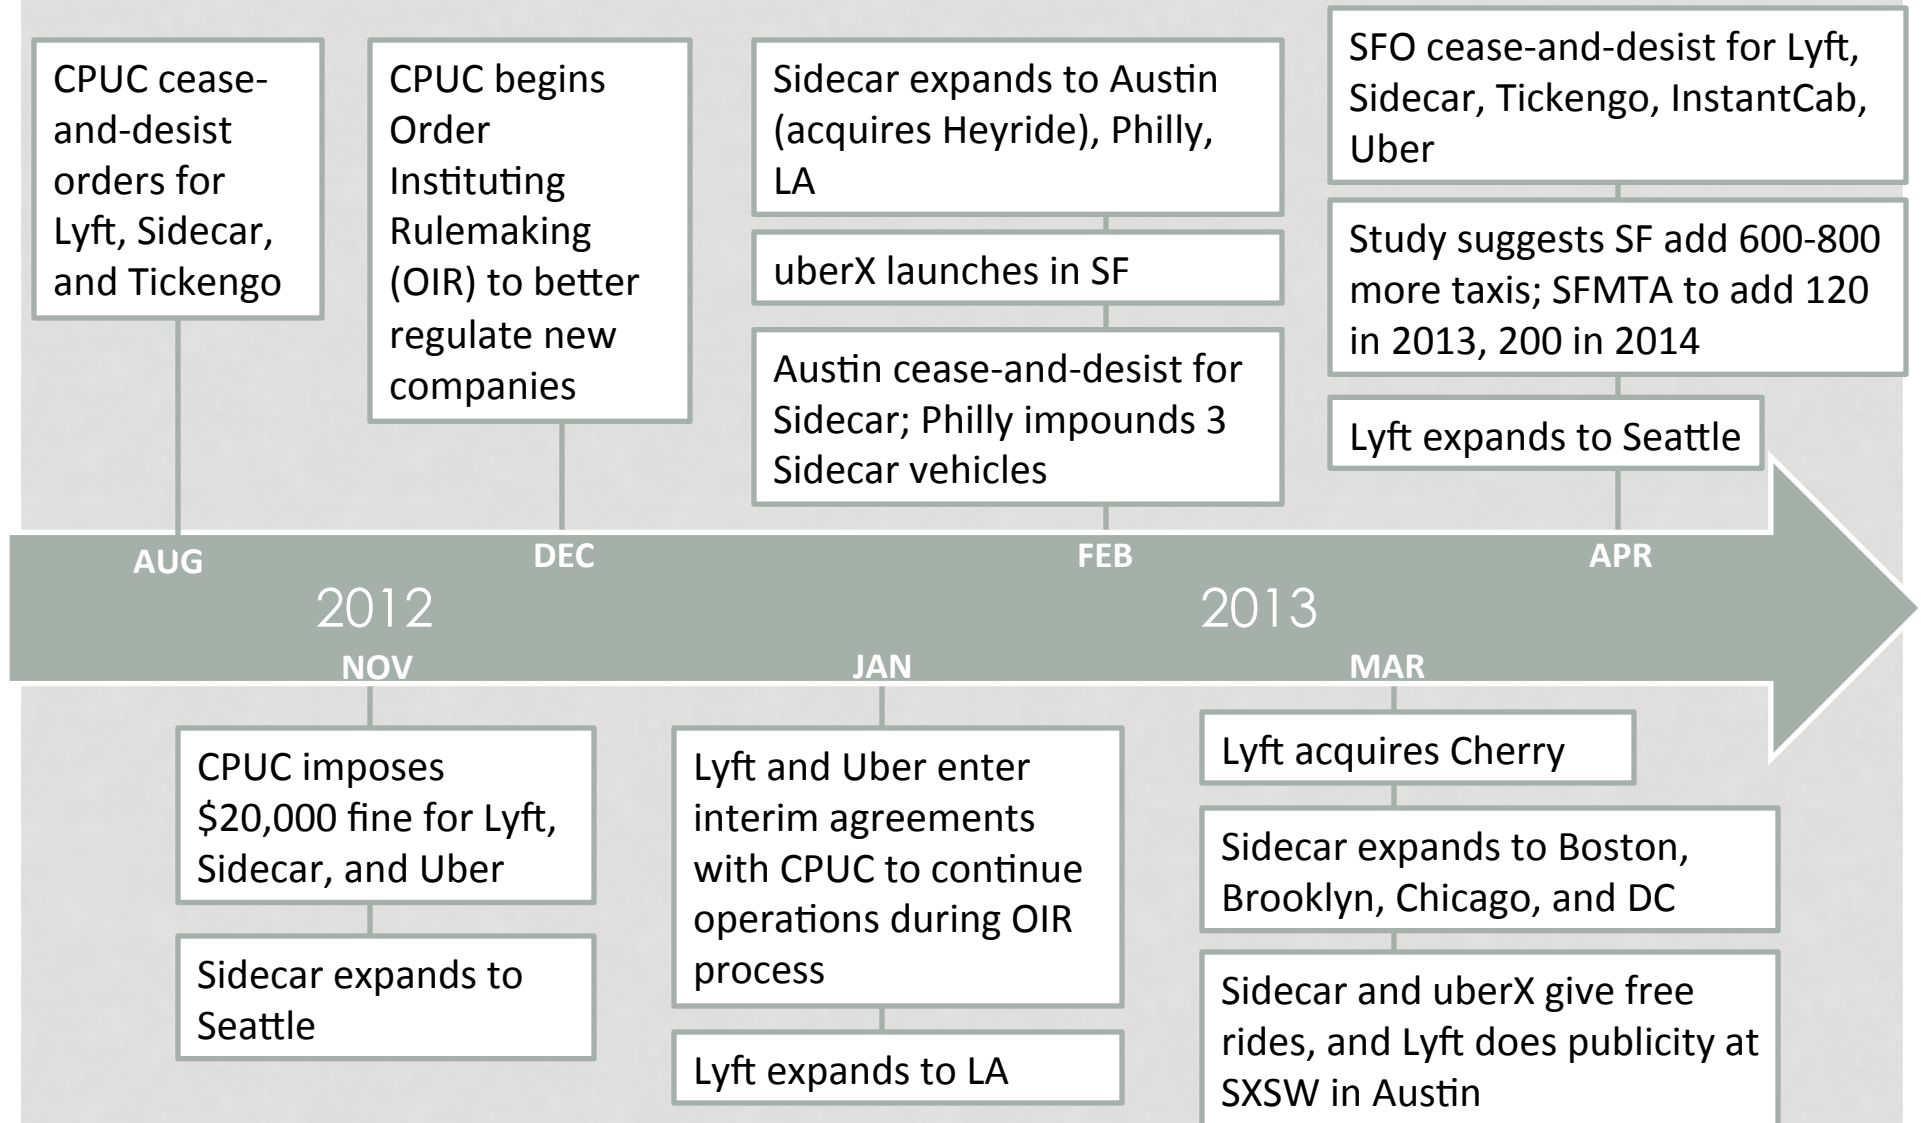 CPUC cease-
and-desist
orders for
Lyft, Sidecar,
and Tickengo
CPUC begins
Order
Instituting
Rulemaking
(OIR) to better
regulate new
companies
Sidecar expands to Austin
(acquires Heyride), Philly,
LA
uberX launches in SF
Austin cease-and-desist for
Sidecar; Philly impounds 3
Sidecar vehicles
SFO cease-and-desist for Lyft,
Sidecar, Tickengo, InstantCab,
Uber
Study suggests SF add 600-800
more taxis; SFMTA to add 120
in 2013, 200 in 2014
Lyft expands to Seattle
AUG
DEC
FEB
APR
2012
2013
NOV
JAN
MAR
CPUC imposes
$20,000 fine for Lyft,
Sidecar, and Uber
Sidecar expands to
Seattle
Lyft and Uber enter
interim agreements
with CPUC to continue
operations during OIR
process
Lyft expands to LA
Lyft acquires Cherry
Sidecar expands to Boston,
Brooklyn, Chicago, and DC
Sidecar and uberX give free
rides, and Lyft does publicity at
SXSW in Austin